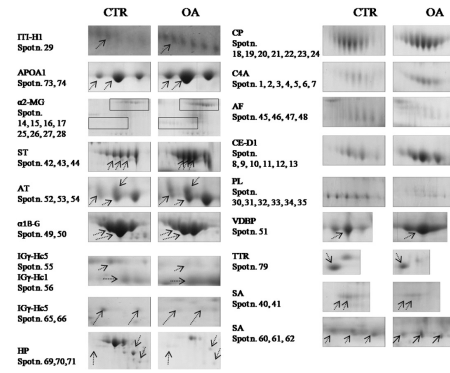 CTR OA
ITI-H1
Spotn. 29
APOA1
Spotn. 73, 74
α2-MG
Spotn.
14, 15, 16, 17
25, 26, 27, 28
ST
Spotn. 42, 43, 44
AT
Spotn. 52, 53, 54
α1B-G
Spotn. 49, 50
IGγ-Hc5
Spotn. 55
IGγ-Hc1
Spotn. 56
IGγ-Hc5
Spotn. 65, 66
HP
Spotn. 69,70,71
CTR OA
CP
Spotn.
18, 19, 20, 21, 22, 23, 24
C4A
Spotn. 1, 2, 3, 4, 5, 6, 7
AF
Spotn. 45, 46, 47, 48
CE-D1
Spotn.
8, 9, 10, 11, 12, 13
PL
Spotn.
30, 31, 32, 33, 34, 35
VDBP
Spotn. 51
TTR
Spotn. 79
SA
Spotn. 40, 41
SA
Spotn. 60, 61, 62